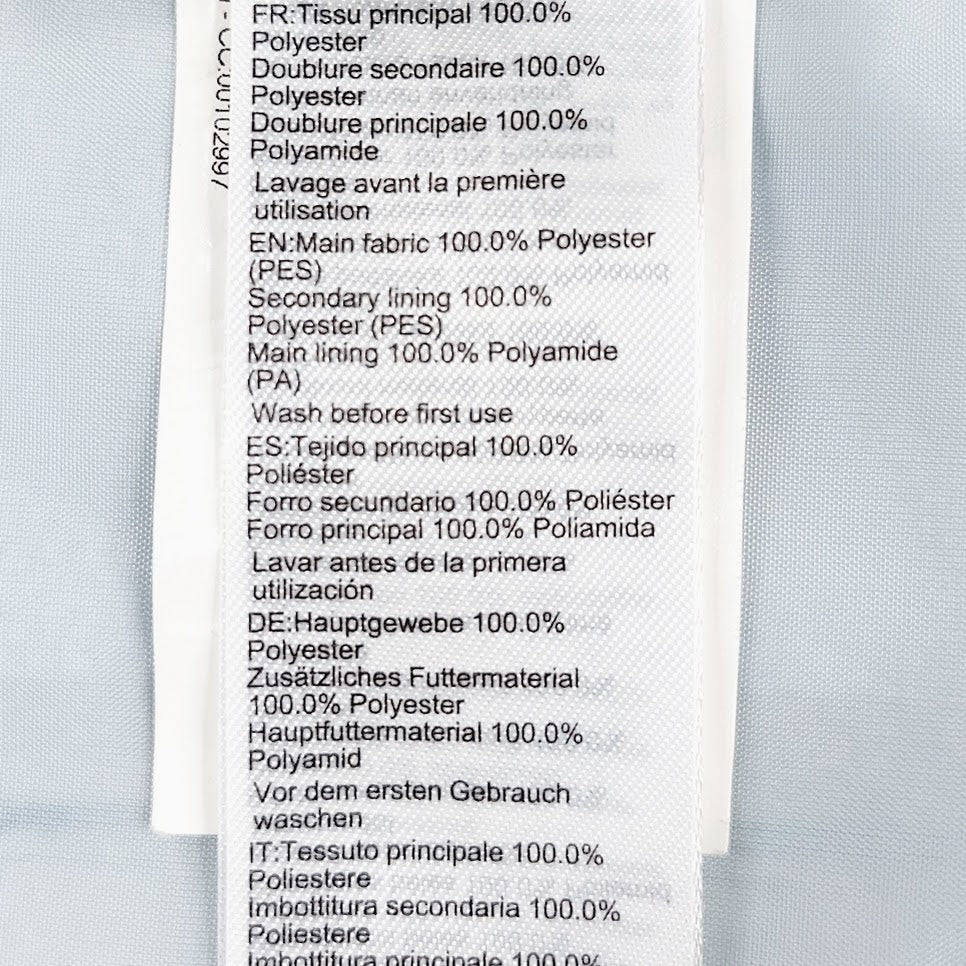 FR:Tissu principal 100.0%
Polyester
Doublure secondaire 100.0%
Polyester
Doublure principale 100.0%
Polyamide
Lavage avant la première
utilisation
EN:Main fabric 100.0% Polyester
(PES)
Secondary lining 100.0%
Polyester (PES)
Main lining 100.0% Polyamide
(PA)
Wash before first use
ES:Tejido principal 100.0%
Poliéster
Forro secundario 100.0% Poliéster
Forro principal 100.0% Poliamida
Lavar antes de la primera
utilización
DE:Hauptgewebe 100.0%
Polyester
Zusätzliches Futtermaterial
100.0% Polyester
Hauptfuttermaterial 100.0%
Polyamid
Vor dem ersten Gebrauch
waschen
IT:Tessuto principale 100.0%
Poliestere
Imbottitura secondaria 100.0%
Poliestere
Imbottitura principale 100.0%